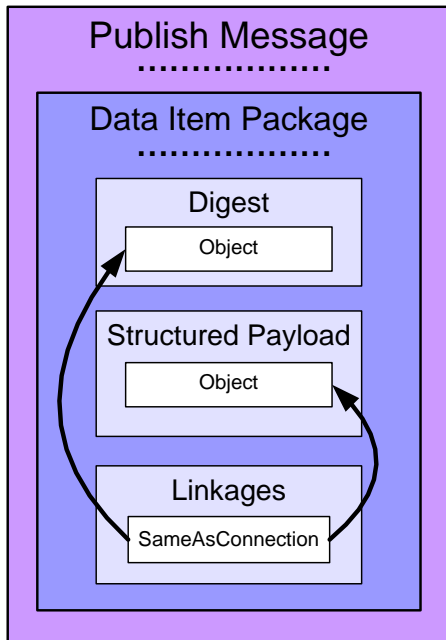 Publish Message
Data Item Package
Digest
Object
Structured Payload
Object
Linkages
SameAsConnection